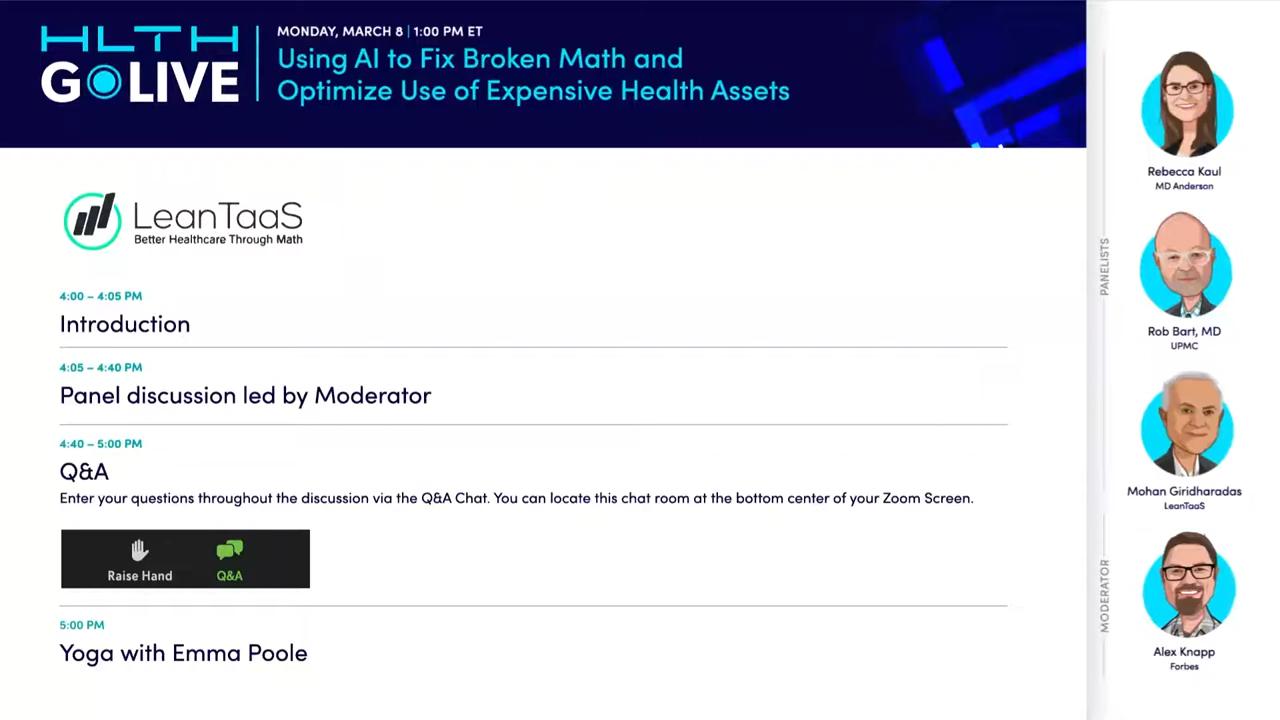 HLTH
GOLIVE
MONDAY, MARCH 8 | 1:00 PM ET
Using AI to Fix Broken Math and
Optimize Use of Expensive Health Assets
LeanTaaS
Better Healthcare Through Math
4:00 – 4:05 PM
Introduction
4:05 – 4:40 PM
Panel discussion led by Moderator
4:40 – 5:00 PM
Q&A
Enter your questions throughout the discussion via the Q&A Chat. You can locate this chat room at the bottom center of your Zoom Screen.
Raise Hand
Q&A
5:00 PM
Yoga with Emma Poole
PANELISTS
Rebecca Kaul
MD Anderson
Rob Bart, MD
UPMC
Mohan Giridharadas
LeanTaaS
MODERATOR
Alex Knapp
Forbes